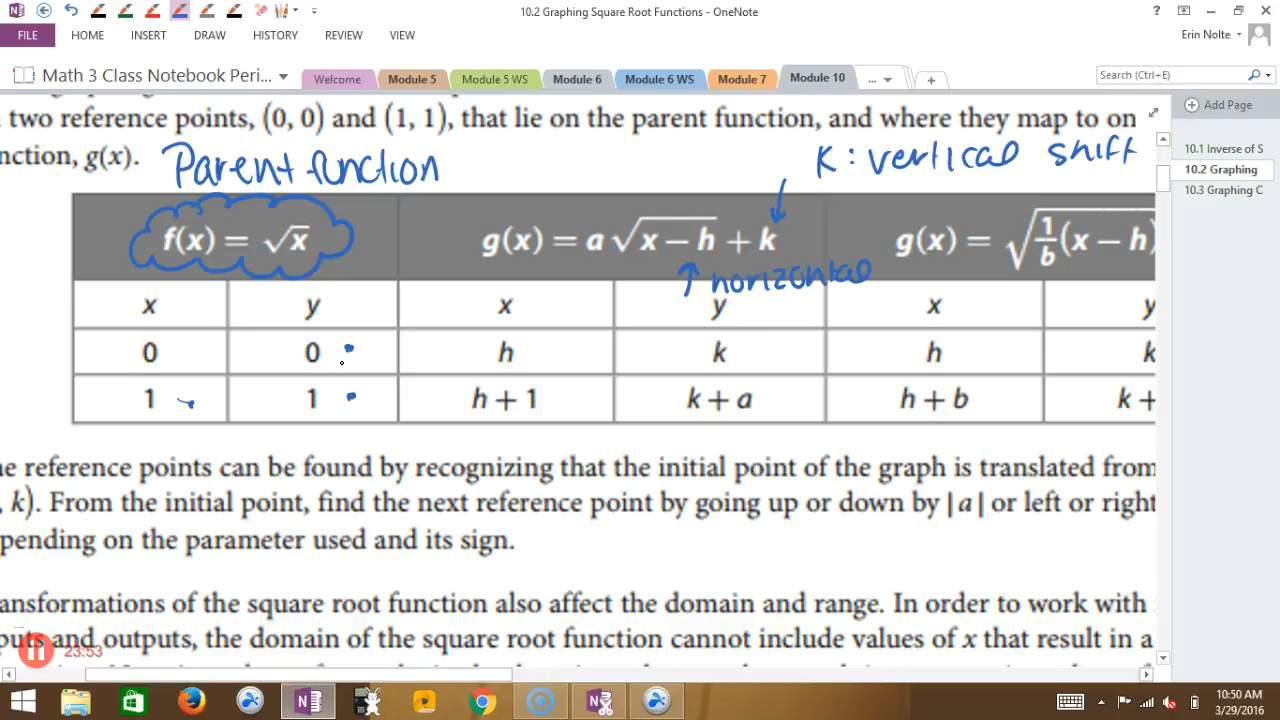 10.2 Graphing Square Root Functions - OneNote
FILE HOME INSERT DRAW HISTORY REVIEW VIEW
Erin Nolte
Math 3 Class Notebook Peri... Welcome Module 5 Module 5 WS Module 6 Module 6 WS Module 7 Module 10 ...
Search (Ctrl+E)
Add Page
10.1 Inverse of S
10.2 Graphing
10.3 Graphing C
two reference points, (0, 0) and (1, 1), that lie on the parent function, and where they map to on
nction, g(x).
Parent function
K: vertical shift
f(x) = √x g(x) = a√x − h + k g(x) = √1/b(x − h)
horizontal
x y x y x y
0 0 h k h k
1 1 h + 1 k + a h + b k +
ne reference points can be found by recognizing that the initial point of the graph is translated from
, k). From the initial point, find the next reference point by going up or down by |a| or left or right
pending on the parameter used and its sign.
ansformations of the square root function also affect the domain and range. In order to work with
puts and outputs, the domain of the square root function cannot include values of x that result in a
23:53
10:50 AM
3/29/2016